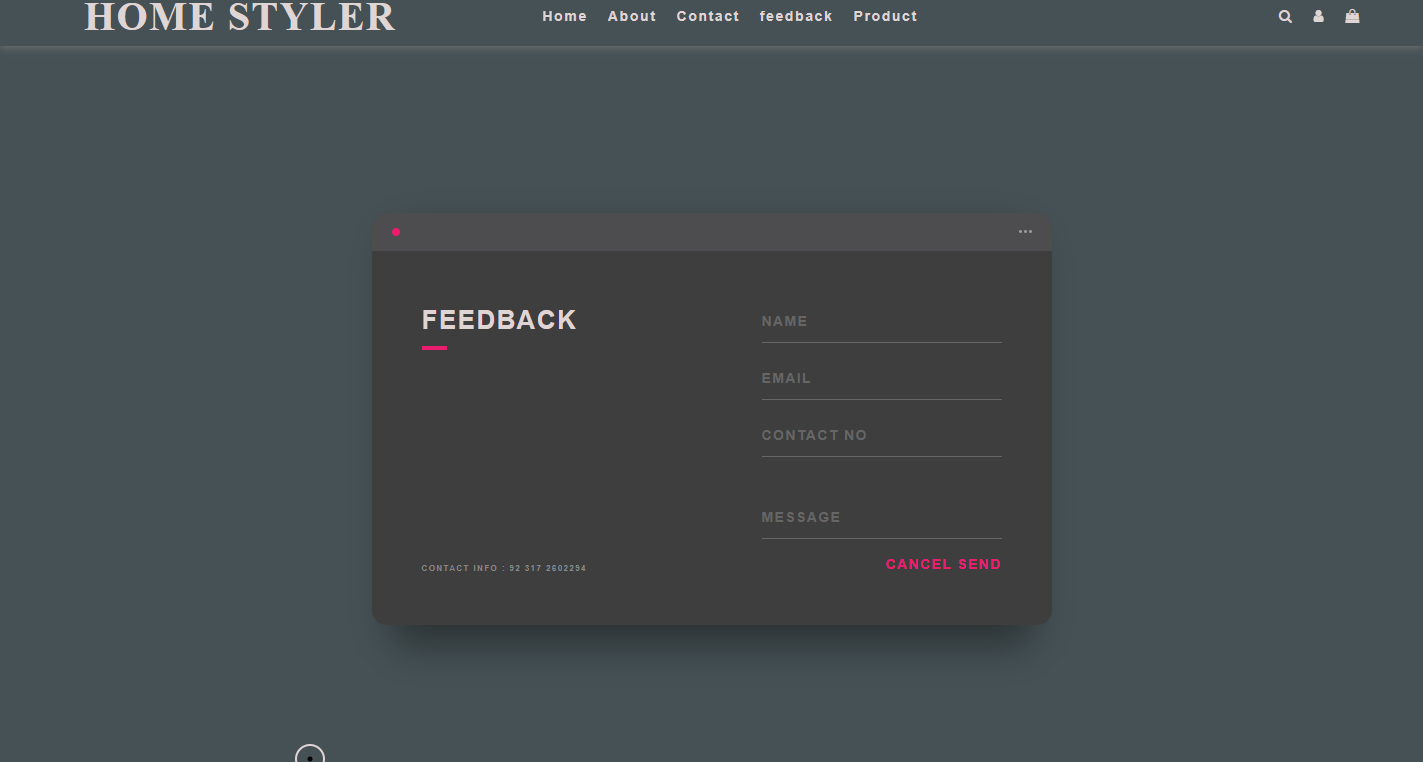 HOME STYLER
Home About Contact feedback Product
FEEDBACK
NAME
EMAIL
CONTACT NO
MESSAGE
CANCEL SEND
CONTACT INFO : 92 317 2602294